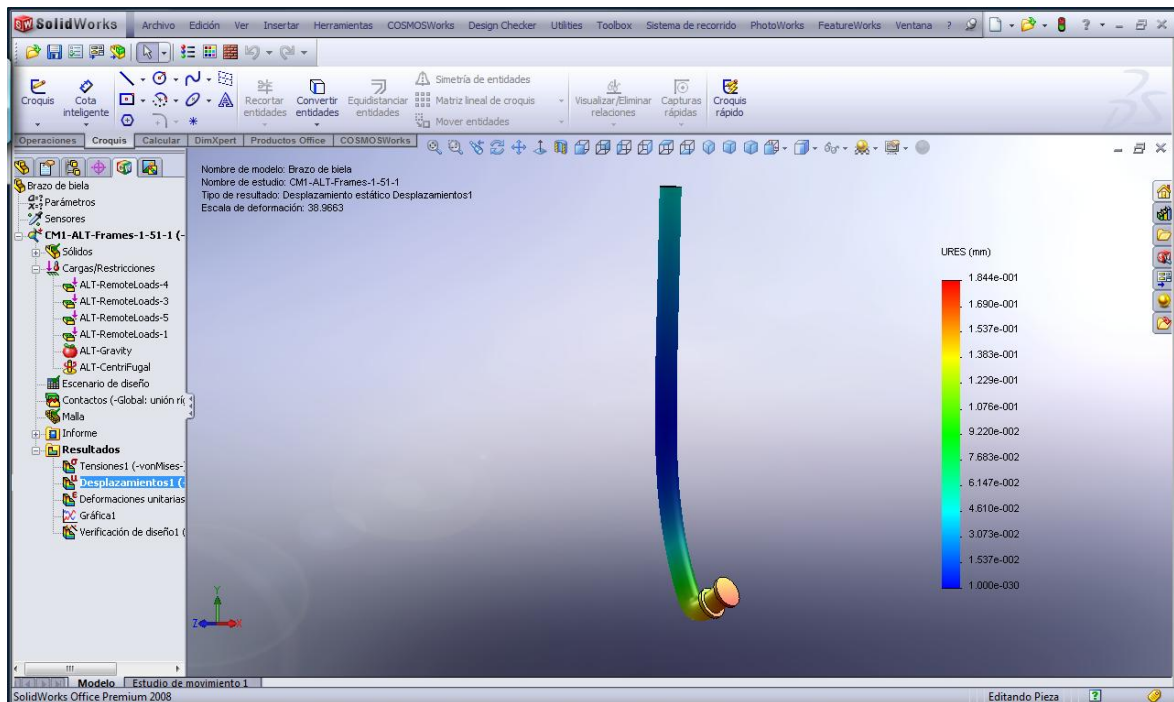 SolidWorks Archivo Edición Ver Insertar Herramientas COSMOSWorks Design Checker Utilities Toolbox Sistema de recorrido PhotoWorks FeatureWorks Ventana ?
Croquis
Cota inteligente
Recortar entidades
Convertir entidades
Equidistanciar entidades
Simetría de entidades
Matriz lineal de croquis
Mover entidades
Visualizar/Eliminar relaciones
Capturas rápidas
Croquis rápido
Operaciones Croquis Calcular DimXpert Productos Office COSMOSWorks
Brazo de biela
Parámetros
Sensores
CM1-ALT-Frames-1-51-1 (-
Sólidos
Cargas/Restricciones
ALT-RemoteLoads-4
ALT-RemoteLoads-3
ALT-RemoteLoads-5
ALT-RemoteLoads-1
ALT-Gravity
ALT-CentriFugal
Escenario de diseño
Contactos (-Global: unión rí
Malla
Informe
Resultados
Tensiones1 (-vonMises-)
Desplazamientos1 (-
Deformaciones unitarias
Gráfica1
Verificación de diseño1 (
Nombre de modelo: Brazo de biela
Nombre de estudio: CM1-ALT-Frames-1-51-1
Tipo de resultado: Desplazamiento estático Desplazamientos1
Escala de deformación: 38.9663
URES (mm)
1.844e-001
1.690e-001
1.537e-001
1.383e-001
1.229e-001
1.076e-001
9.220e-002
7.683e-002
6.147e-002
4.610e-002
3.073e-002
1.537e-002
1.000e-030
Y
Z X
Modelo Estudio de movimiento 1
SolidWorks Office Premium 2008 Editando Pieza